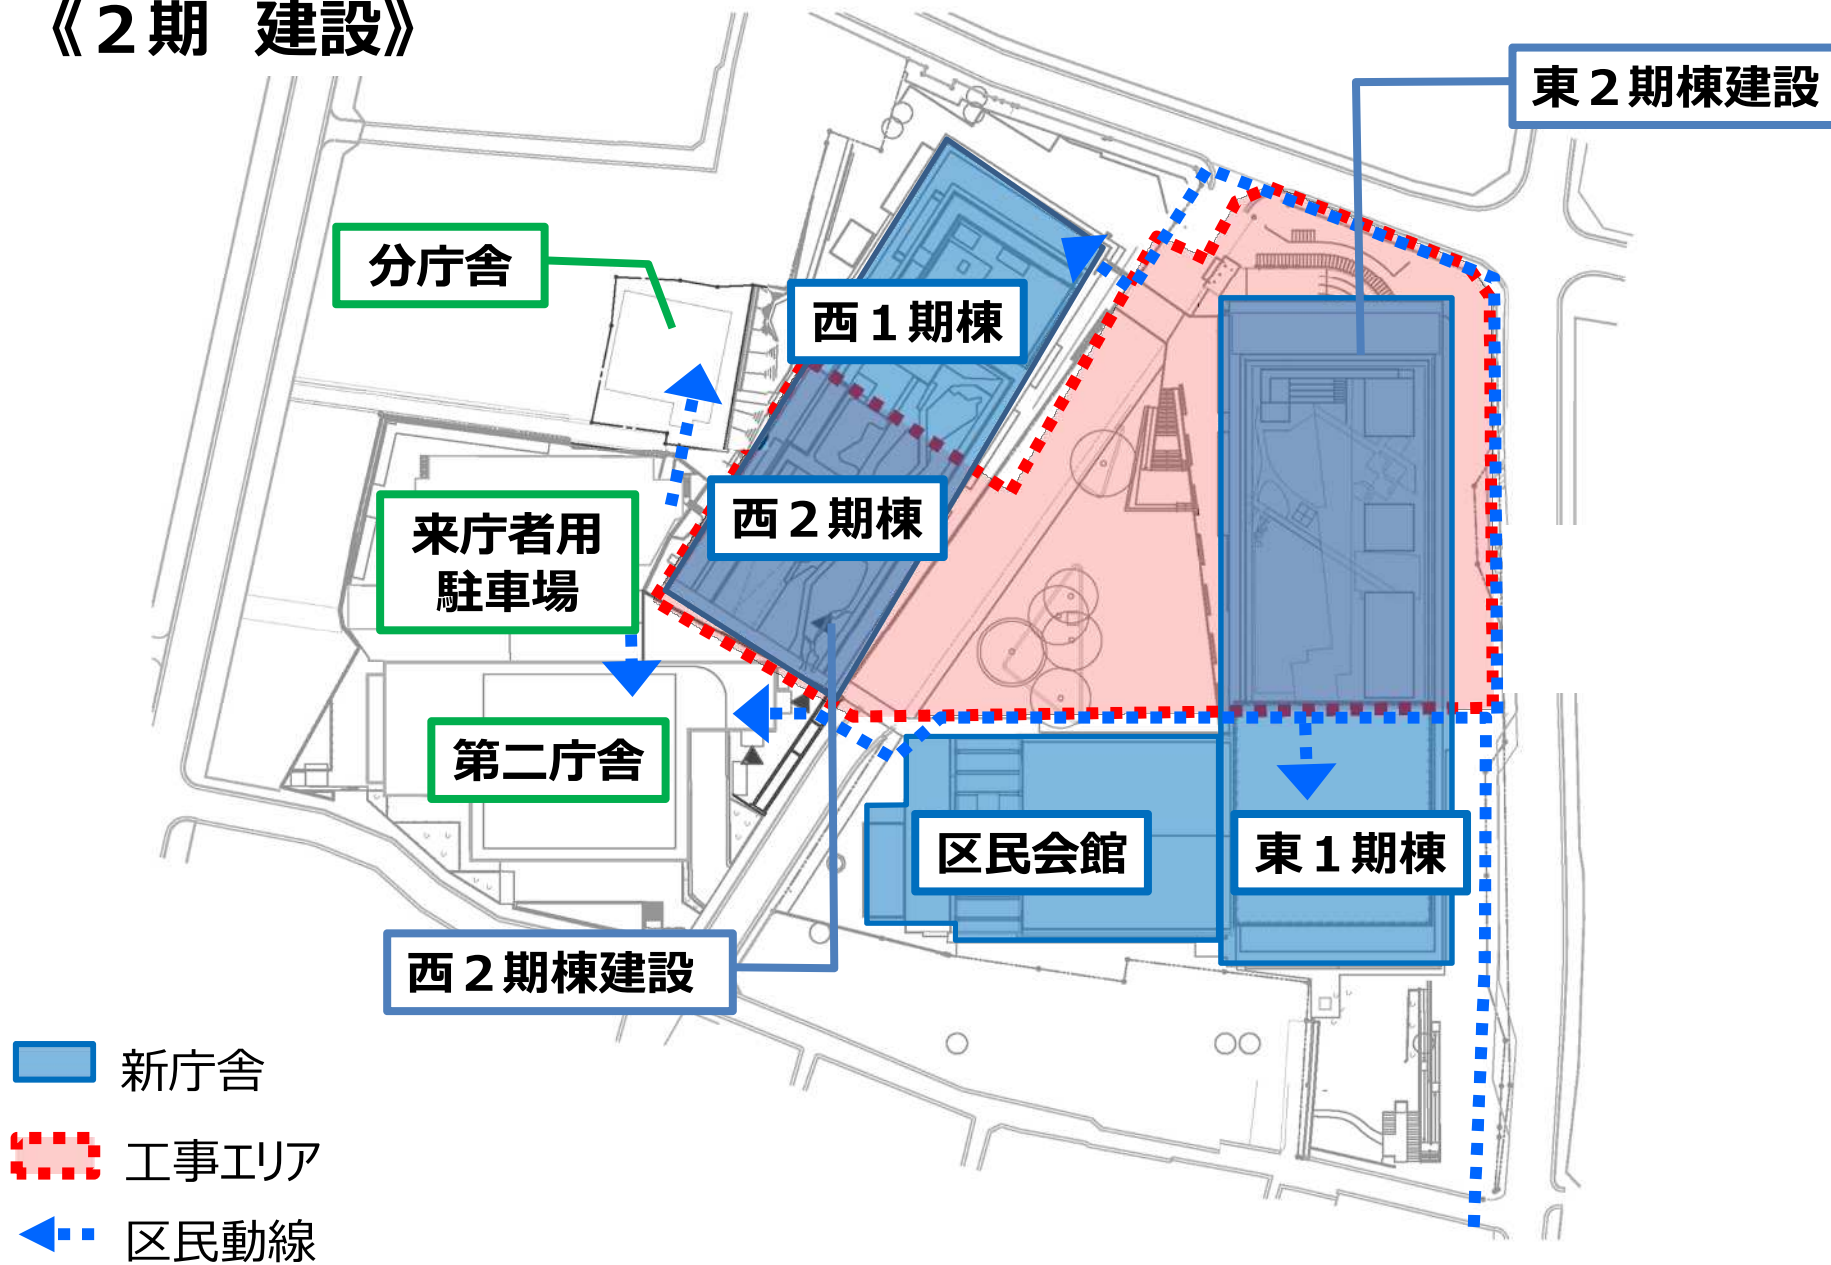 《２期　建設》
東２期棟建設
分庁舎
西１期棟
西２期棟
来庁者用
駐車場
第二庁舎
区民会館
東１期棟
西２期棟建設
新庁舎
工事エリア
区民動線